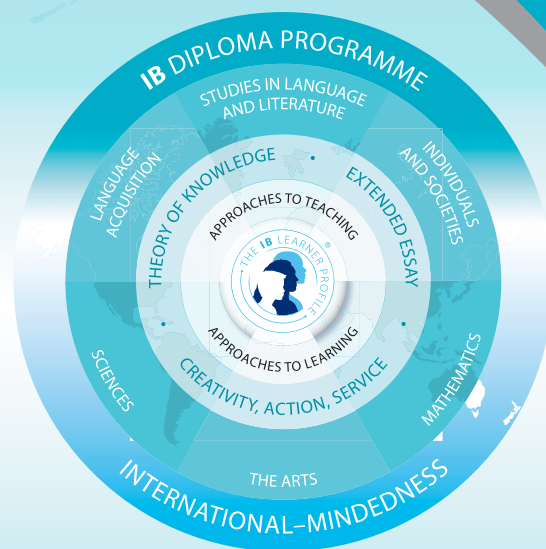 IB DIPLOMA PROGRAMME
STUDIES IN LANGUAGE
AND LITERATURE
LANGUAGE
ACQUISITION
INDIVIDUALS
AND SOCIETIES
THEORY OF KNOWLEDGE
•
EXTENDED ESSAY
APPROACHES TO TEACHING
THE IB LEARNER PROFILE
®
APPROACHES TO LEARNING
•
CREATIVITY, ACTION, SERVICE
•
SCIENCES
MATHEMATICS
THE ARTS
INTERNATIONAL–MINDEDNESS